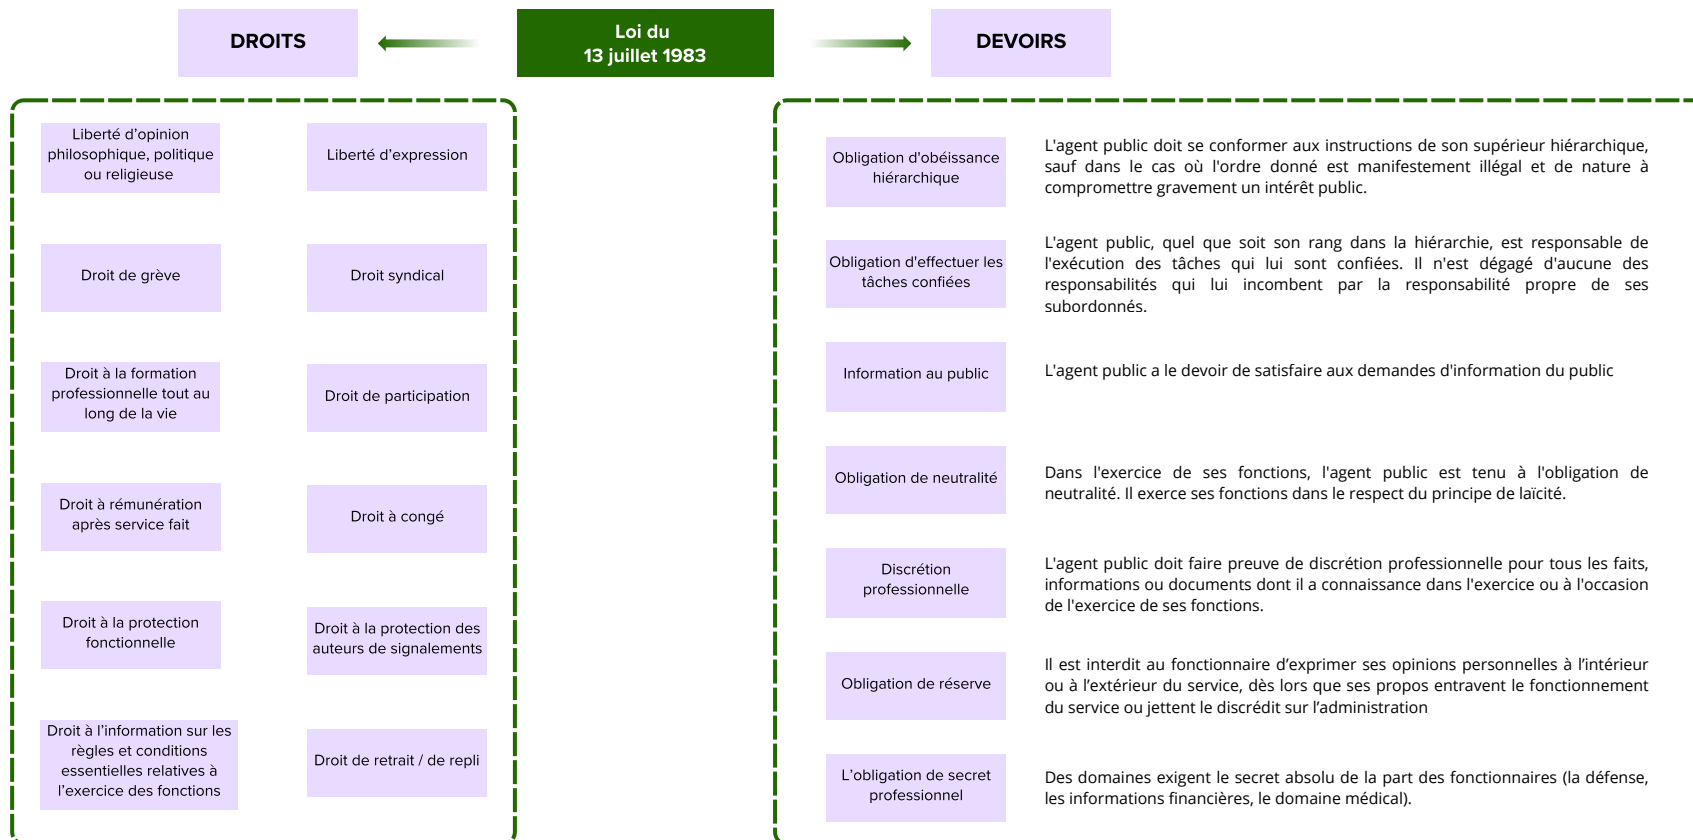 DROITS
Loi du
13 juillet 1983
DEVOIRS
Liberté d’opinion
philosophique, politique
ou religieuse
Liberté d’expression
Droit de grève
Droit syndical
Droit à la formation
professionnelle tout au
long de la vie
Droit de participation
Droit à rémunération
après service fait
Droit à congé
Droit à la protection
fonctionnelle
Droit à la protection des
auteurs de signalements
Droit à l’information sur les
règles et conditions
essentielles relatives à
l’exercice des fonctions
Droit de retrait / de repli
Obligation d'obéissance
hiérarchique
L'agent public doit se conformer aux instructions de son supérieur hiérarchique,
sauf dans le cas où l'ordre donné est manifestement illégal et de nature à
compromettre gravement un intérêt public.
Obligation d'effectuer les
tâches confiées
L'agent public, quel que soit son rang dans la hiérarchie, est responsable de
l'exécution des tâches qui lui sont confiées. Il n'est dégagé d'aucune des
responsabilités qui lui incombent par la responsabilité propre de ses
subordonnés.
Information au public
L'agent public a le devoir de satisfaire aux demandes d'information du public
Obligation de neutralité
Dans l'exercice de ses fonctions, l'agent public est tenu à l'obligation de
neutralité. Il exerce ses fonctions dans le respect du principe de laïcité.
Discrétion
professionnelle
L'agent public doit faire preuve de discrétion professionnelle pour tous les faits,
informations ou documents dont il a connaissance dans l'exercice ou à l'occasion
de l'exercice de ses fonctions.
Obligation de réserve
Il est interdit au fonctionnaire d’exprimer ses opinions personnelles à l’intérieur
ou à l’extérieur du service, dès lors que ses propos entravent le fonctionnement
du service ou jettent le discrédit sur l’administration
L’obligation de secret
professionnel
Des domaines exigent le secret absolu de la part des fonctionnaires (la défense,
les informations financières, le domaine médical).